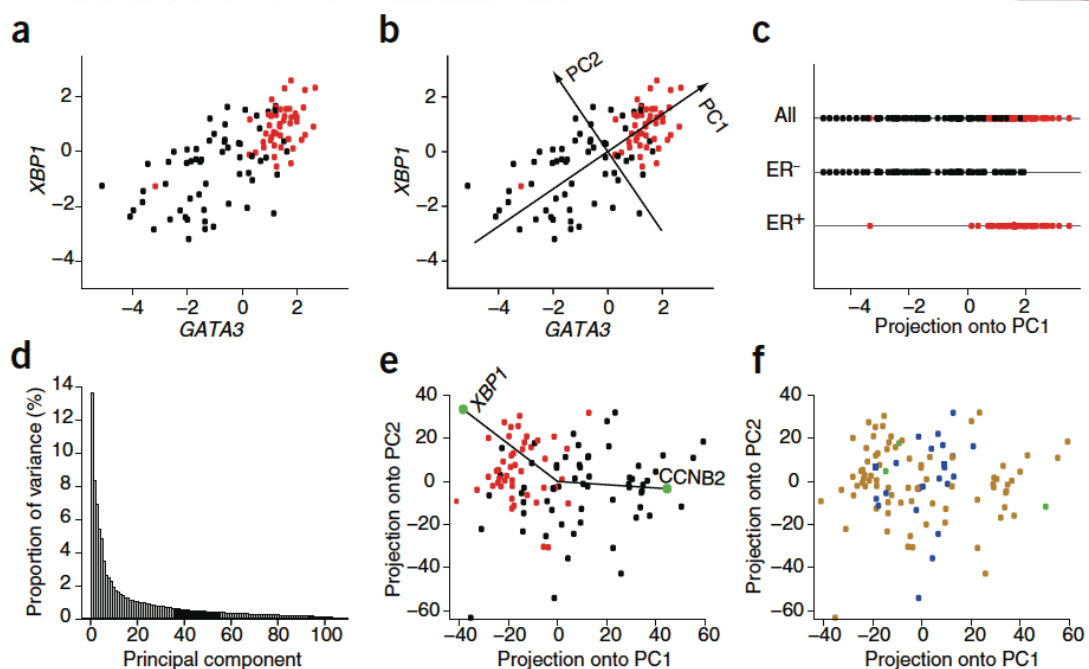 a
XBP1
2
0
−2
−4
−4 −2 0 2
GATA3
b
PC2
PC1
XBP1
2
0
−2
−4
−4 −2 0 2
GATA3
c
All
ER−
ER+
−4 −2 0 2
Projection onto PC1
d
Proportion of variance (%)
14
12
10
8
6
4
2
0
0 20 40 60 80 100
Principal component
e
XBP1
CCNB2
Projection onto PC2
40
20
0
−20
−40
−60
−40 −20 0 20 40 60
Projection onto PC1
f
Projection onto PC2
40
20
0
−20
−40
−60
−40 −20 0 20 40 60
Projection onto PC1